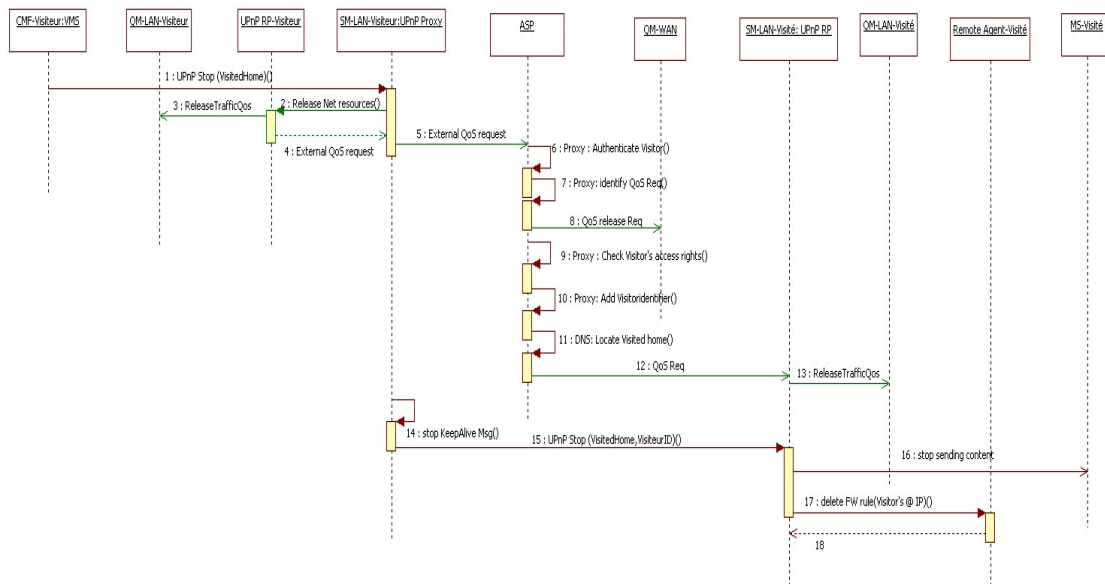 CMF-Visiteur:VMS
QM-LAN-Visiteur
UPnP RP-Visiteur
SM-LAN-Visiteur:UPnP Proxy
ASP
QM-WAN
SM-LAN-Visité: UPnP RP
QM-LAN-Visité
Remote Agent-Visité
MS-Visité
1 : UPnP Stop (VisitedHome)()
2 : Release Net resources()
3 : ReleaseTrafficQos
4 : External QoS request
5 : External QoS request
6 : Proxy : Authenticate Visitor()
7 : Proxy: identify QoS Req()
8 : QoS release Req
9 : Proxy : Check Visitor's access rights()
10 : Proxy: Add Visitoridentifier()
11 : DNS: Locate Visited home()
12 : QoS Req
13 : ReleaseTrafficQos
14 : stop KeepAlive Msg()
15 : UPnP Stop (VisitedHome,VisiteurID)()
16 : stop sending content
17 : delete FW rule(Visitor's @ IP)()
18